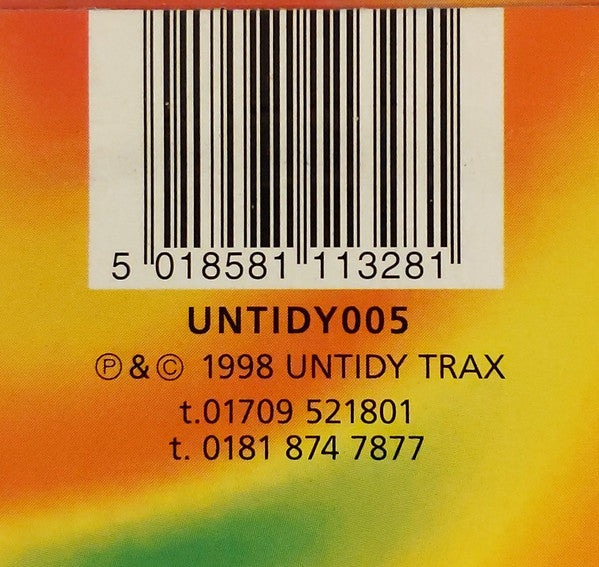 5 018581 113281
UNTIDY005
Ⓟ & © 1998 UNTIDY TRAX
t.01709 521801
t. 0181 874 7877